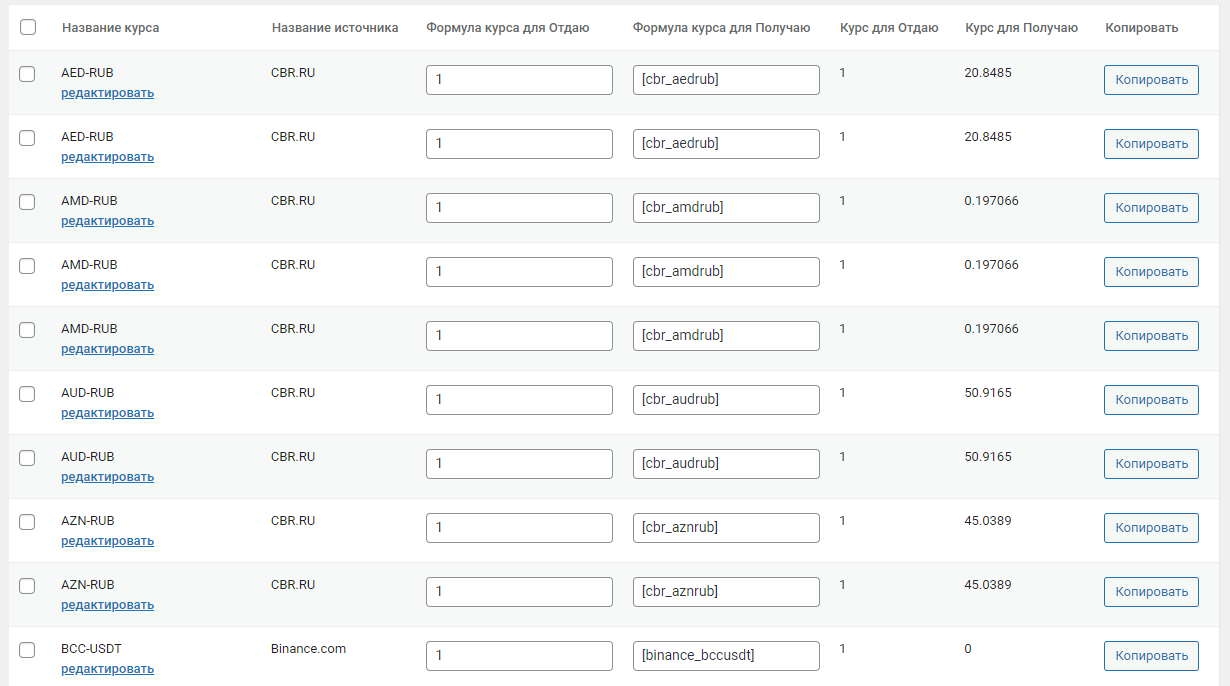 Название курса Название источника Формула курса для Отдаю Формула курса для Получаю Курс для Отдаю Курс для Получаю Копировать
AED-RUB CBR.RU 1 [cbr_aedrub] 1 20.8485 Копировать
редактировать
AED-RUB CBR.RU 1 [cbr_aedrub] 1 20.8485 Копировать
редактировать
AMD-RUB CBR.RU 1 [cbr_amdrub] 1 0.197066 Копировать
редактировать
AMD-RUB CBR.RU 1 [cbr_amdrub] 1 0.197066 Копировать
редактировать
AMD-RUB CBR.RU 1 [cbr_amdrub] 1 0.197066 Копировать
редактировать
AUD-RUB CBR.RU 1 [cbr_audrub] 1 50.9165 Копировать
редактировать
AUD-RUB CBR.RU 1 [cbr_audrub] 1 50.9165 Копировать
редактировать
AZN-RUB CBR.RU 1 [cbr_aznrub] 1 45.0389 Копировать
редактировать
AZN-RUB CBR.RU 1 [cbr_aznrub] 1 45.0389 Копировать
редактировать
BCC-USDT Binance.com 1 [binance_bccusdt] 1 0 Копировать
редактировать